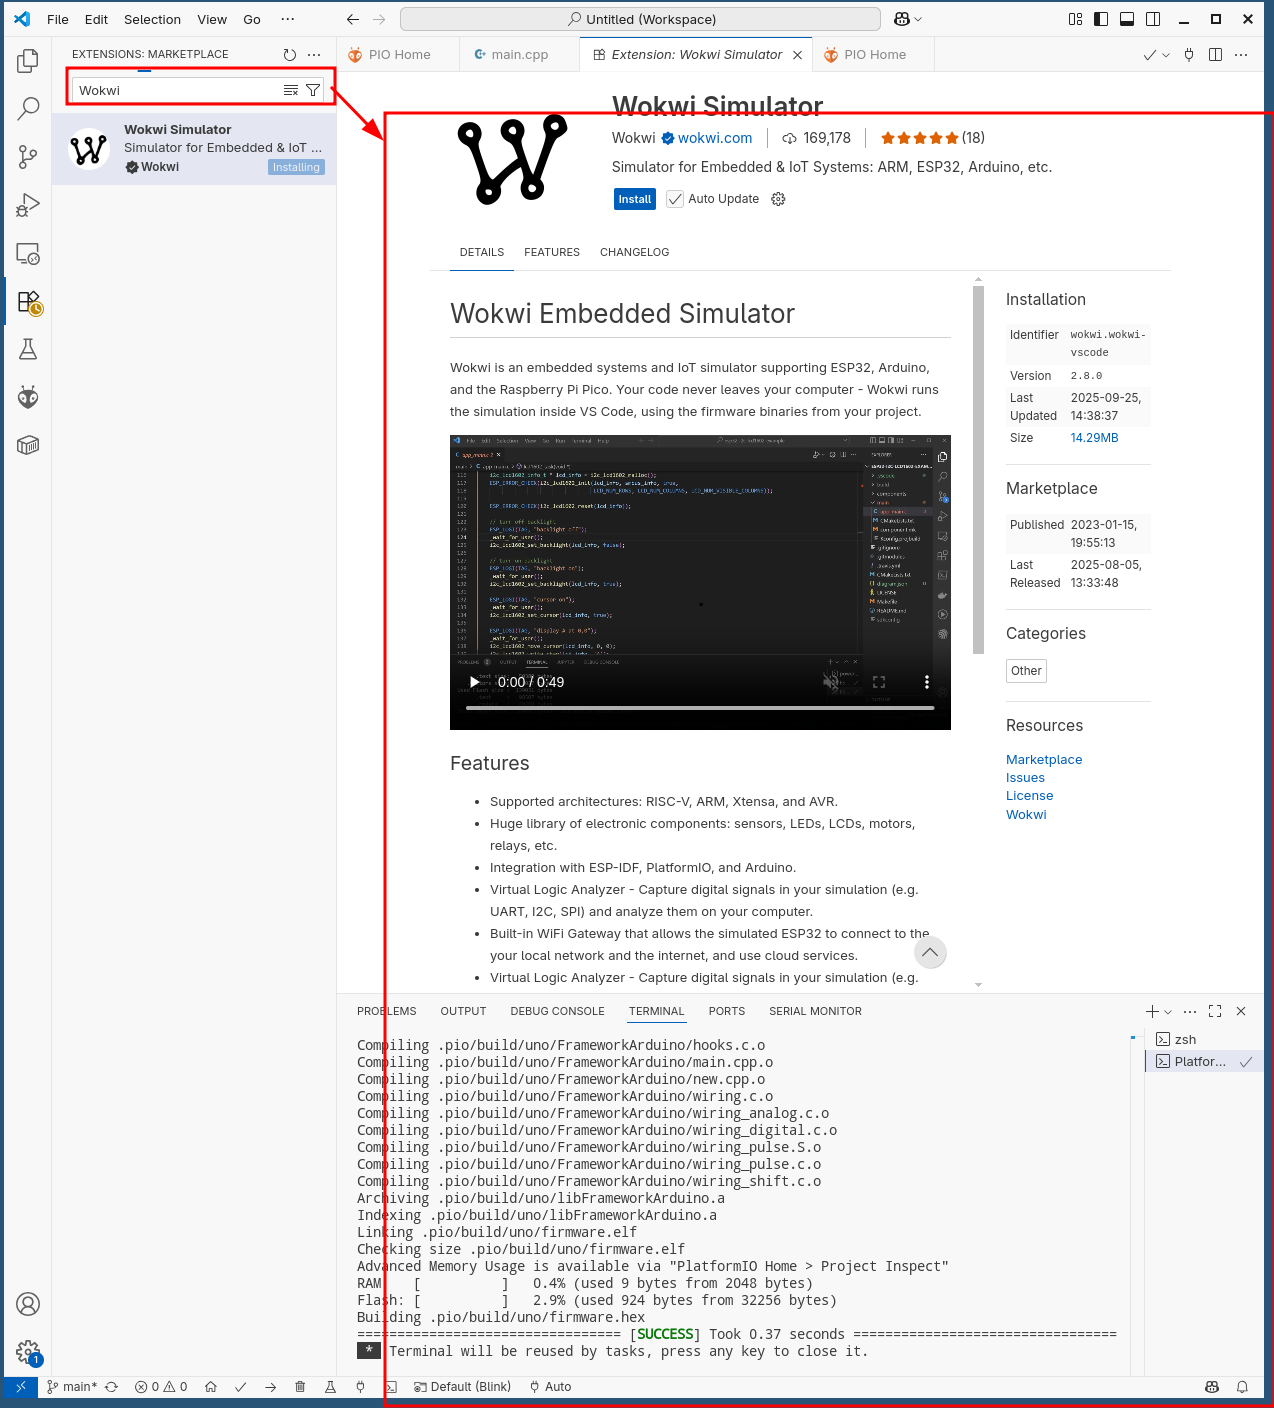 File Edit Selection View Go ··· Untitled (Workspace)
EXTENSIONS: MARKETPLACE
PIO Home main.cpp Extension: Wokwi Simulator PIO Home
Wokwi
Wokwi Simulator
Simulator for Embedded & IoT ...
Wokwi Installing
Wokwi Simulator
Wokwi wokwi.com 169,178 (18)
Simulator for Embedded & IoT Systems: ARM, ESP32, Arduino, etc.
Install Auto Update
DETAILS FEATURES CHANGELOG
Wokwi Embedded Simulator
Wokwi is an embedded systems and IoT simulator supporting ESP32, Arduino,
and the Raspberry Pi Pico. Your code never leaves your computer - Wokwi runs
the simulation inside VS Code, using the firmware binaries from your project.
0:00 / 0:49
Features
• Supported architectures: RISC-V, ARM, Xtensa, and AVR.
• Huge library of electronic components: sensors, LEDs, LCDs, motors,
relays, etc.
• Integration with ESP-IDF, PlatformIO, and Arduino.
• Virtual Logic Analyzer - Capture digital signals in your simulation (e.g.
UART, I2C, SPI) and analyze them on your computer.
• Built-in WiFi Gateway that allows the simulated ESP32 to connect to the
your local network and the internet, and use cloud services.
• Virtual Logic Analyzer - Capture digital signals in your simulation (e.g.
Installation
Identifier wokwi.wokwi-
vscode
Version 2.8.0
Last 2025-09-25,
Updated 14:38:37
Size 14.29MB
Marketplace
Published 2023-01-15,
19:55:13
Last 2025-08-05,
Released 13:33:48
Categories
Other
Resources
Marketplace
Issues
License
Wokwi
PROBLEMS OUTPUT DEBUG CONSOLE TERMINAL PORTS SERIAL MONITOR
Compiling .pio/build/uno/FrameworkArduino/hooks.c.o
Compiling .pio/build/uno/FrameworkArduino/main.cpp.o
Compiling .pio/build/uno/FrameworkArduino/new.cpp.o
Compiling .pio/build/uno/FrameworkArduino/wiring.c.o
Compiling .pio/build/uno/FrameworkArduino/wiring_analog.c.o
Compiling .pio/build/uno/FrameworkArduino/wiring_digital.c.o
Compiling .pio/build/uno/FrameworkArduino/wiring_pulse.S.o
Compiling .pio/build/uno/FrameworkArduino/wiring_pulse.c.o
Compiling .pio/build/uno/FrameworkArduino/wiring_shift.c.o
Archiving .pio/build/uno/libFrameworkArduino.a
Indexing .pio/build/uno/libFrameworkArduino.a
Linking .pio/build/uno/firmware.elf
Checking size .pio/build/uno/firmware.elf
Advanced Memory Usage is available via "PlatformIO Home > Project Inspect"
RAM: [          ]   0.4% (used 9 bytes from 2048 bytes)
Flash: [          ]   2.9% (used 924 bytes from 32256 bytes)
Building .pio/build/uno/firmware.hex
================================= [SUCCESS] Took 0.37 seconds =================================
* Terminal will be reused by tasks, press any key to close it.
zsh
Platfor...
1
main* 0 0 Default (Blink) Auto